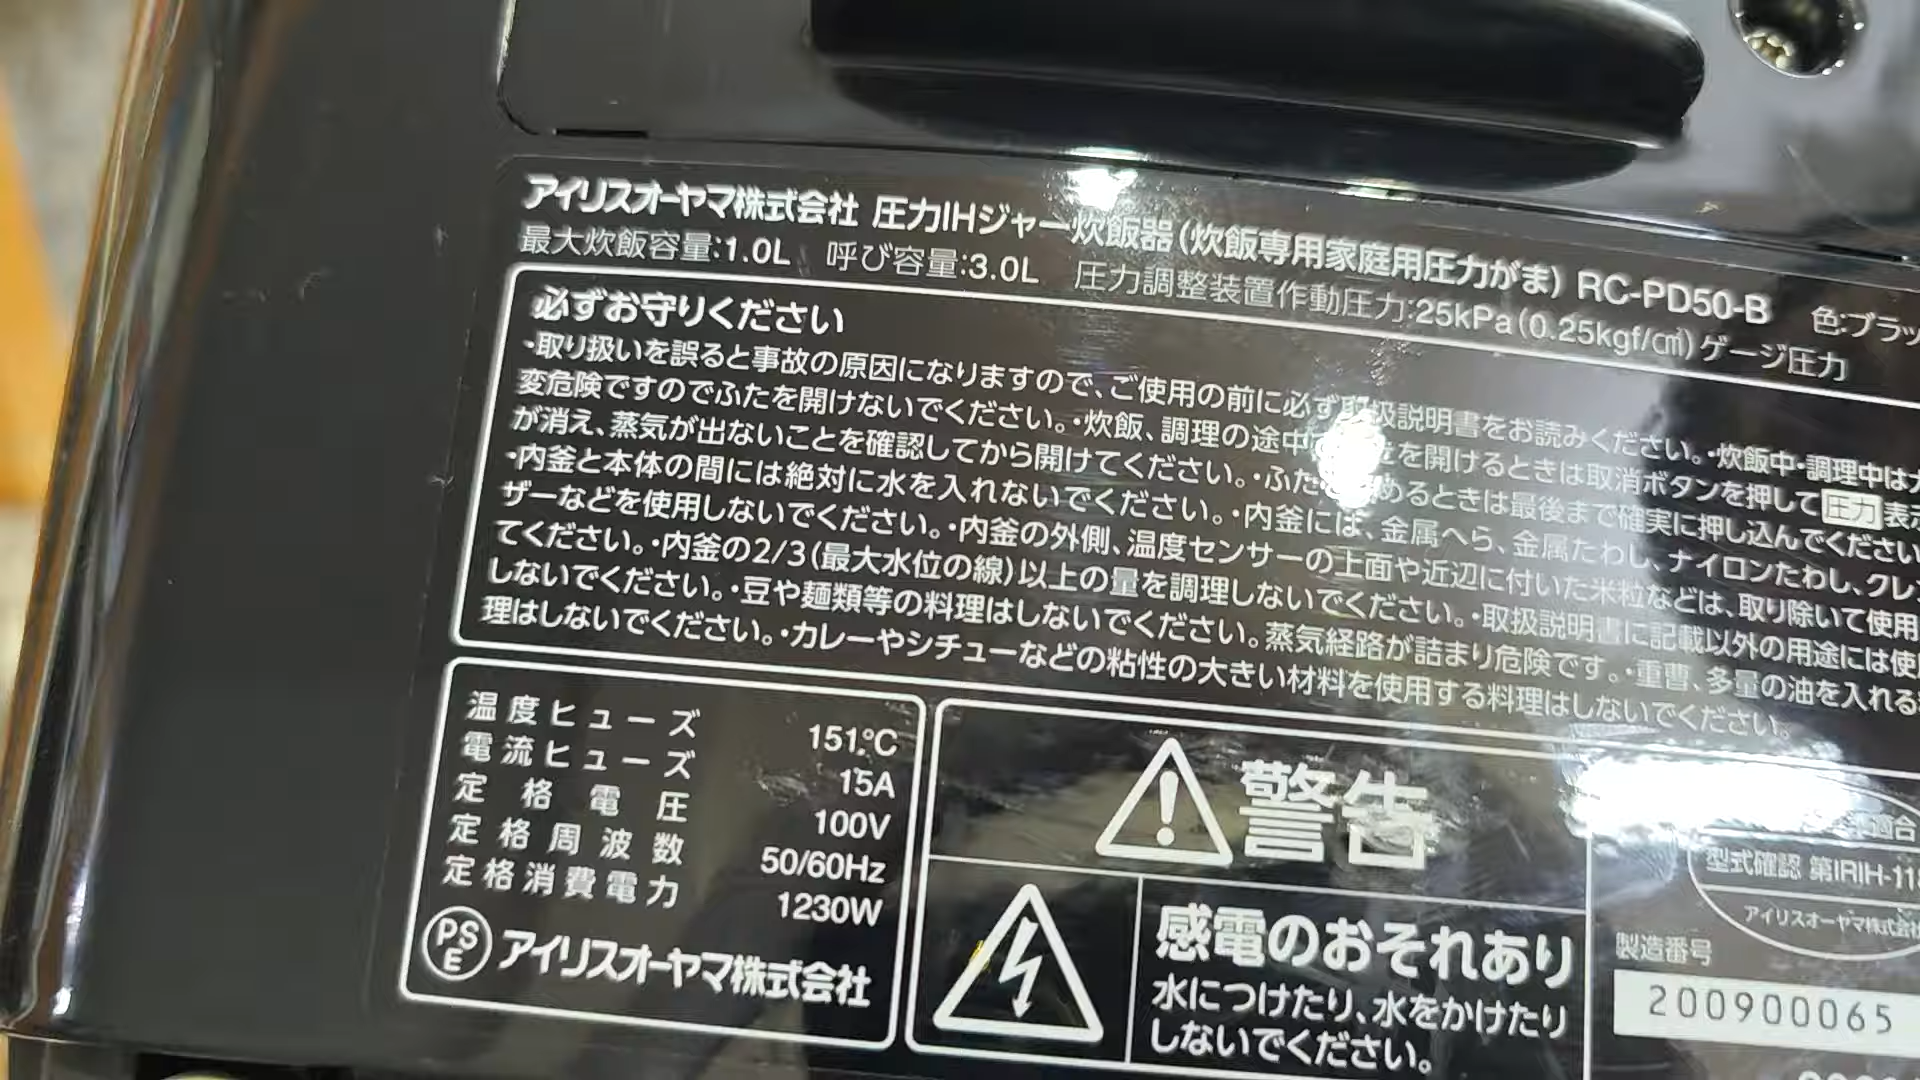 アイリスオーヤマ株式会社 圧力IHジャー炊飯器(炊飯専用家庭用圧力がま) RC-PD50-B 色:ブラッ
最大炊飯容量:1.0L 呼び容量:3.0L 圧力調整装置作動圧力:25kPa(0.25kgf/c㎡)ゲージ圧力
必ずお守りください
・取り扱いを誤ると事故の原因になりますので、ご使用の前に必ず取扱説明書をお読みください。・炊飯中・調理中は大
変危険ですのでふたを開けないでください。・炊飯、調理の途中 を開けるときは取消ボタンを押して圧力表示
が消え、蒸気が出ないことを確認してから開けてください。・ふた めるときは最後まで確実に押し込んでください
・内釜と本体の間には絶対に水を入れないでください。・内釜には、金属へら、金属たわし、ナイロンたわし、クレン
ザーなどを使用しないでください。・内釜の外側、温度センサーの上面や近辺に付いた米粒などは、取り除いて使用
てください。・内釜の2/3(最大水位の線)以上の量を調理しないでください。・取扱説明書に記載以外の用途には使用
しないでください。・豆や麺類等の料理はしないでください。蒸気経路が詰まり危険です。・重曹、多量の油を入れる
理はしないでください。・カレーやシチューなどの粘性の大きい材料を使用する料理はしないでください。
温度ヒューズ 151℃
電流ヒューズ 15A
定格電圧 100V
定格周波数 50/60Hz
定格消費電力 1230W
PSE アイリスオーヤマ株式会社
警告
感電のおそれあり
水につけたり、水をかけたり
しないでください。
適合
型式確認 第IRIH-118
アイリスオーヤマ株式会社
製造番号
200900065